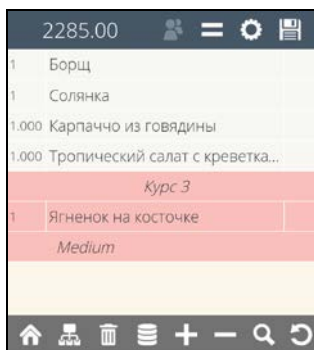 2285.00
1 Борщ
1 Солянка
1.000 Карпаччо из говядины
1.000 Тропический салат с креветка...
Курс 3
1 Ягненок на косточке
Medium